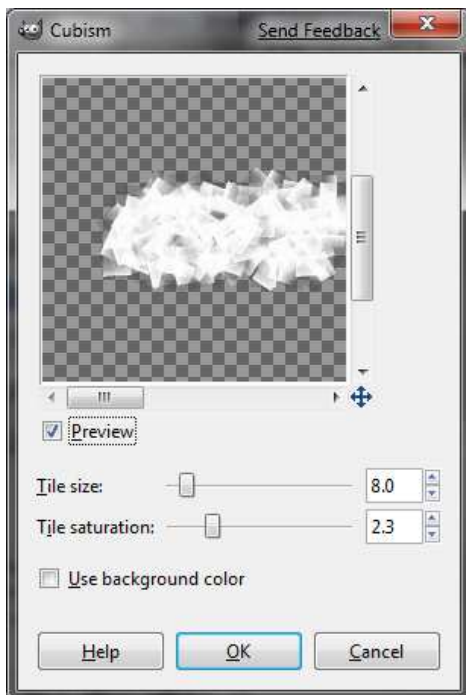 Cubism Send Feedback
Preview
Tile size: 8.0
Tile saturation: 2.3
Use background color
Help OK Cancel